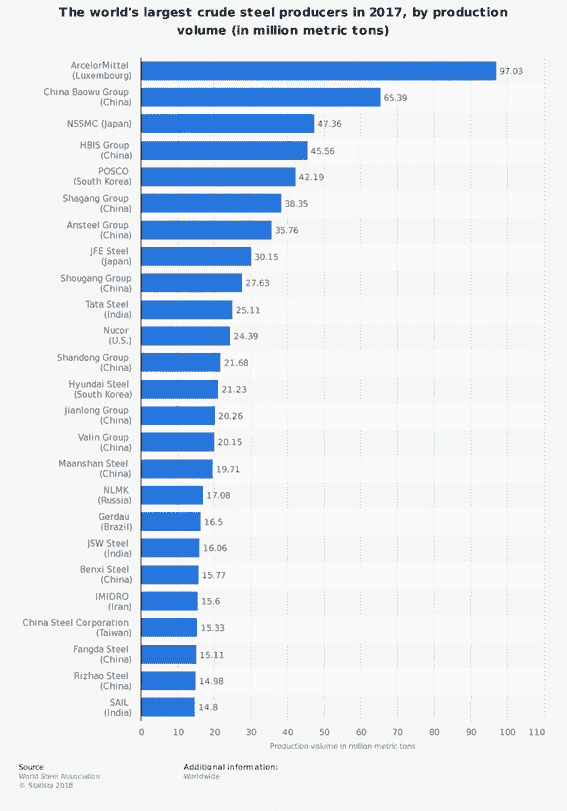 The world's largest crude steel producers in 2017, by production
volume (in million metric tons)
ArcelorMittal
(Luxembourg)
97.03
China Baowu Group
(China)
65.39
NSSMC (Japan)
47.36
HBIS Group
(China)
45.56
POSCO
(South Korea)
42.19
Shagang Group
(China)
38.35
Ansteel Group
(China)
35.76
JFE Steel
(Japan)
30.15
Shougang Group
(China)
27.63
Tata Steel
(India)
25.11
Nucor
(U.S.)
24.39
Shandong Group
(China)
21.68
Hyundai Steel
(South Korea)
21.23
Jianlong Group
(China)
20.26
Valin Group
(China)
20.15
Maanshan Steel
(China)
19.71
NLMK
(Russia)
17.08
Gerdau
(Brazil)
16.5
JSW Steel
(India)
16.06
Benxi Steel
(China)
15.77
IMIDRO
(Iran)
15.6
China Steel Corporation
(Taiwan)
15.33
Fangda Steel
(China)
15.11
Rizhao Steel
(China)
14.98
SAIL
(India)
14.8
0 10 20 30 40 50 60 70 80 90 100 110
Production volume in million metric tons
Source
World Steel Association
© Statista 2018
Additional Information:
Worldwide